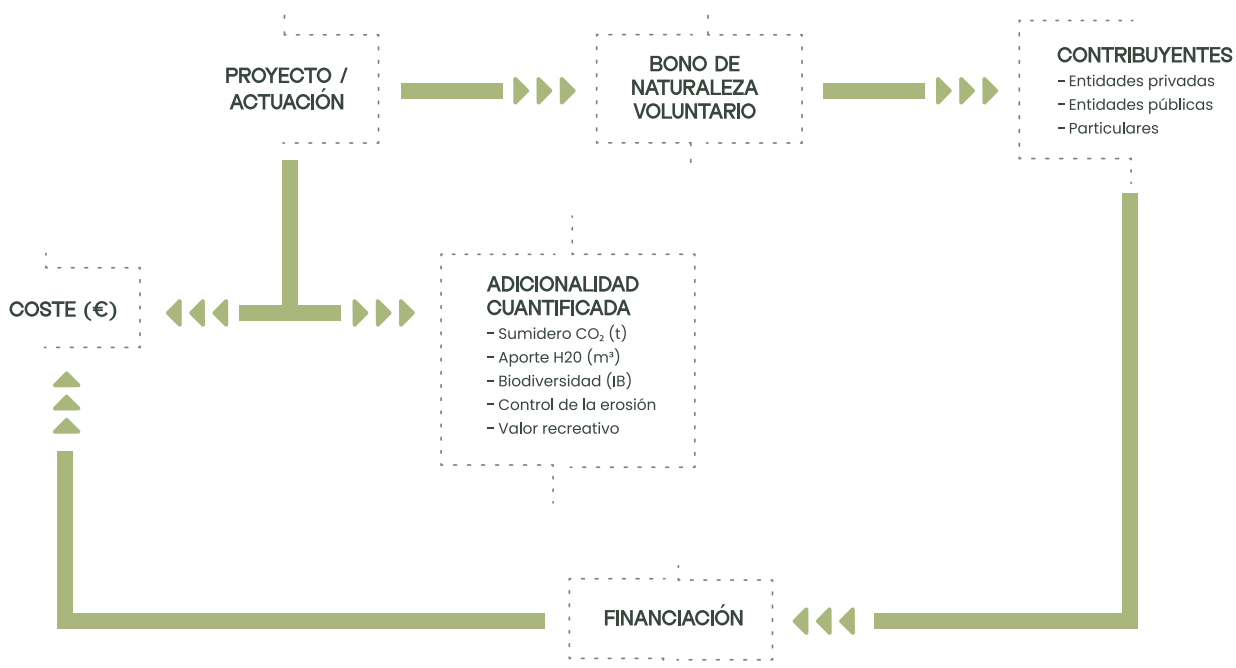 PROYECTO /
ACTUACIÓN
BONO DE
NATURALEZA
VOLUNTARIO
CONTRIBUYENTES
- Entidades privadas
- Entidades públicas
- Particulares
COSTE (€)
ADICIONALIDAD
CUANTIFICADA
- Sumidero CO₂ (t)
- Aporte H20 (m³)
- Biodiversidad (IB)
- Control de la erosión
- Valor recreativo
FINANCIACIÓN